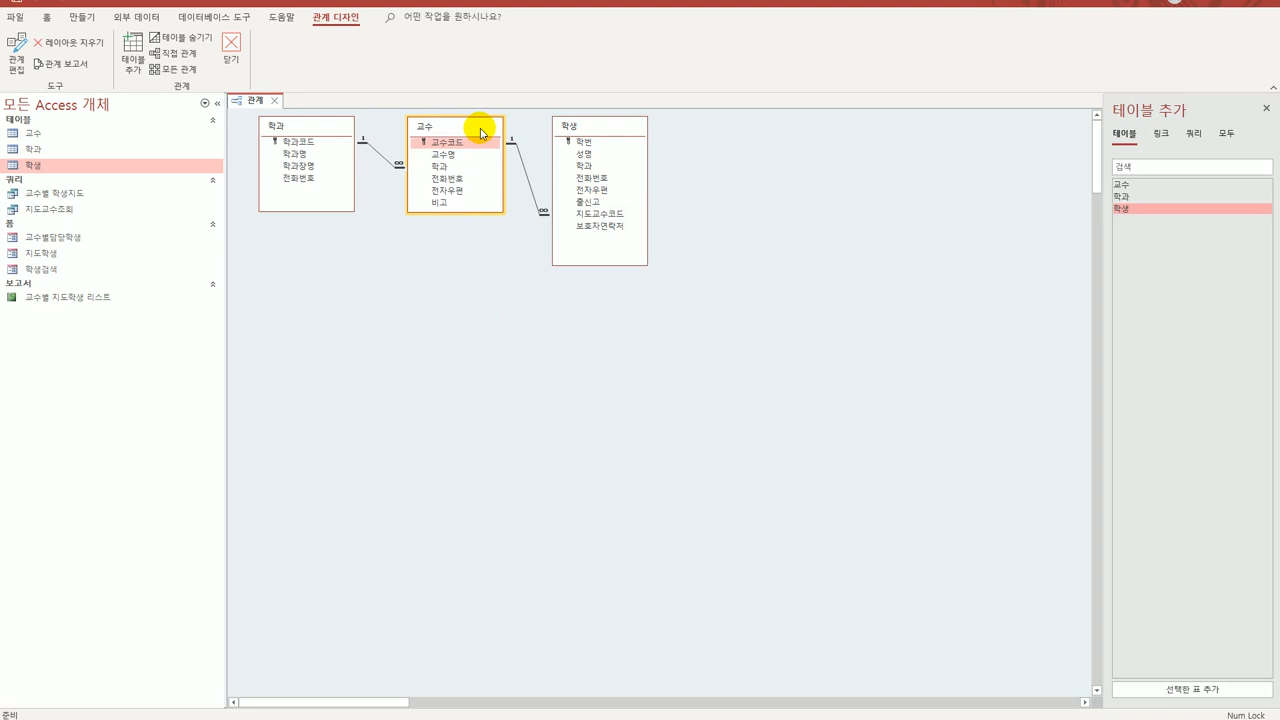 파일 홈 만들기 외부 데이터 데이터베이스 도구 도움말 관계 디자인 어떤 작업을 원하시나요?
관계 편집
레이아웃 지우기
관계 보고서
도구
테이블 추가
테이블 숨기기
직접 관계
모든 관계
닫기
관계
모든 Access 개체
테이블
교수
학과
학생
쿼리
교수별 학생지도
지도교수조회
폼
교수별담당학생
지도학생
학생검색
보고서
교수별 지도학생 리스트
관계
학과
학과코드
학과명
학과장명
전화번호
1
∞
교수
교수코드
교수명
학과
전화번호
전자우편
비고
1
∞
학생
학번
성명
학과
전화번호
전자우편
출신고
지도교수코드
보호자연락처
테이블 추가
테이블 링크 쿼리 모두
검색
교수
학과
학생
선택한 표 추가
준비
Num Lock